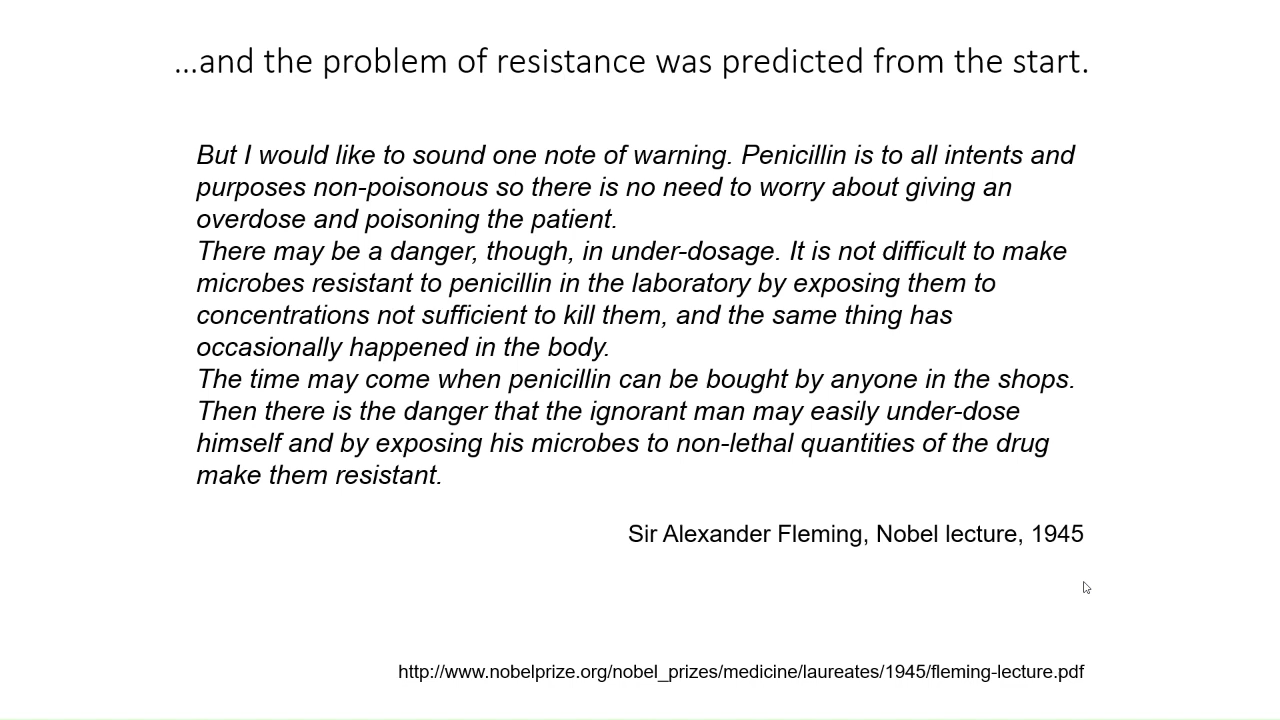 ...and the problem of resistance was predicted from the start.
But I would like to sound one note of warning. Penicillin is to all intents and
purposes non-poisonous so there is no need to worry about giving an
overdose and poisoning the patient.
There may be a danger, though, in under-dosage. It is not difficult to make
microbes resistant to penicillin in the laboratory by exposing them to
concentrations not sufficient to kill them, and the same thing has
occasionally happened in the body.
The time may come when penicillin can be bought by anyone in the shops.
Then there is the danger that the ignorant man may easily under-dose
himself and by exposing his microbes to non-lethal quantities of the drug
make them resistant.
Sir Alexander Fleming, Nobel lecture, 1945
http://www.nobelprize.org/nobel_prizes/medicine/laureates/1945/fleming-lecture.pdf